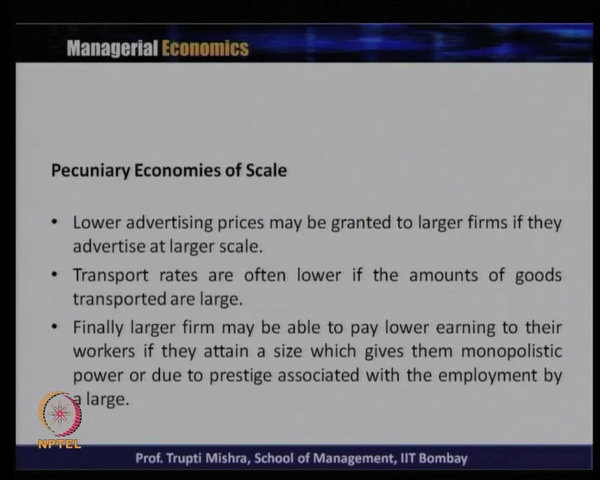 Managerial Economics
Pecuniary Economies of Scale
• Lower advertising prices may be granted to larger firms if they
advertise at larger scale.
• Transport rates are often lower if the amounts of goods
transported are large.
• Finally larger firm may be able to pay lower earning to their
workers if they attain a size which gives them monopolistic
power or due to prestige associated with the employment by
a large.
NPTEL
Prof. Trupti Mishra, School of Management, IIT Bombay